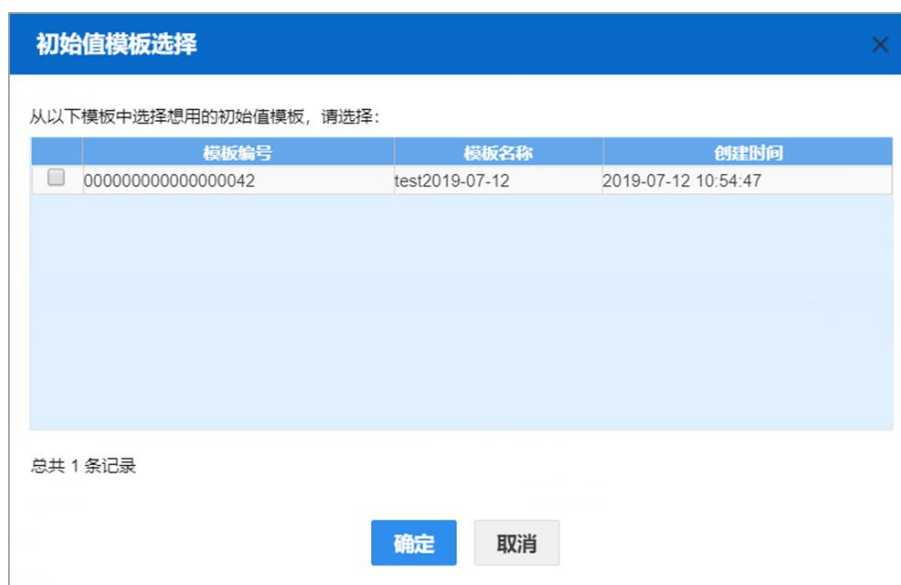 初始值模板选择
从以下模板中选择想用的初始值模板，请选择：
模板编号 模板名称 创建时间
000000000000000042 test2019-07-12 2019-07-12 10:54:47
总共 1 条记录
确定 取消